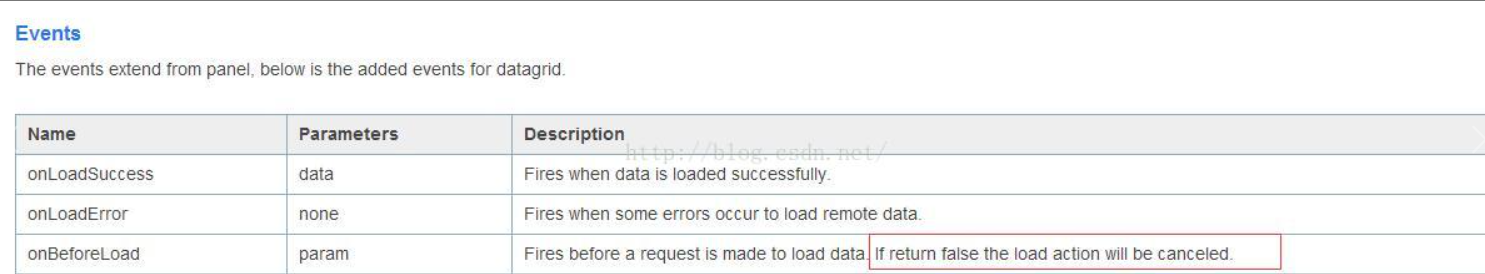 Events
The events extend from panel, below is the added events for datagrid.
Name Parameters Description
http://blog.csdn.net/
onLoadSuccess data Fires when data is loaded successfully.
onLoadError none Fires when some errors occur to load remote data.
onBeforeLoad param Fires before a request is made to load data. If return false the load action will be canceled.